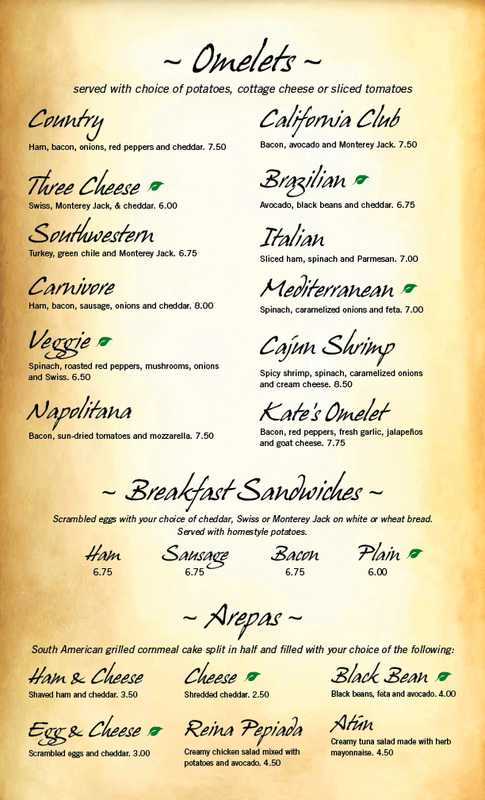 ~ Omelets ~
served with choice of potatoes, cottage cheese or sliced tomatoes
Country
Ham, bacon, onions, red peppers and cheddar. 7.50
Three Cheese
Swiss, Monterey Jack, & cheddar. 6.00
Southwestern
Turkey, green chile and Monterey Jack. 6.75
Carnivore
Ham, bacon, sausage, onions and cheddar. 8.00
Veggie
Spinach, roasted red peppers, mushrooms, onions
and Swiss. 6.50
Napolitana
Bacon, sun-dried tomatoes and mozzarella. 7.50
California Club
Bacon, avocado and Monterey Jack. 7.50
Brazilian
Avocado, black beans and cheddar. 6.75
Italian
Sliced ham, spinach and Parmesan. 7.00
Mediterranean
Spinach, caramelized onions and feta. 7.00
Cajun Shrimp
Spicy shrimp, spinach, caramelized onions
and cream cheese. 8.50
Kate's Omelet
Bacon, red peppers, fresh garlic, jalapeños
and goat cheese. 7.75
~ Breakfast Sandwiches ~
Scrambled eggs with your choice of cheddar, Swiss or Monterey Jack on white or wheat bread.
Served with homestyle potatoes.
Ham
6.75
Sausage
6.75
Bacon
6.75
Plain
6.00
~ Arepas ~
South American grilled cornmeal cake split in half and filled with your choice of the following:
Ham & Cheese
Shaved ham and cheddar. 3.50
Cheese
Shredded cheddar. 2.50
Black Bean
Black beans, feta and avocado. 4.00
Egg & Cheese
Scrambled eggs and cheddar. 3.00
Reina Pepiada
Creamy chicken salad mixed with
potatoes and avocado. 4.50
Atún
Creamy tuna salad made with herb
mayonnaise. 4.50